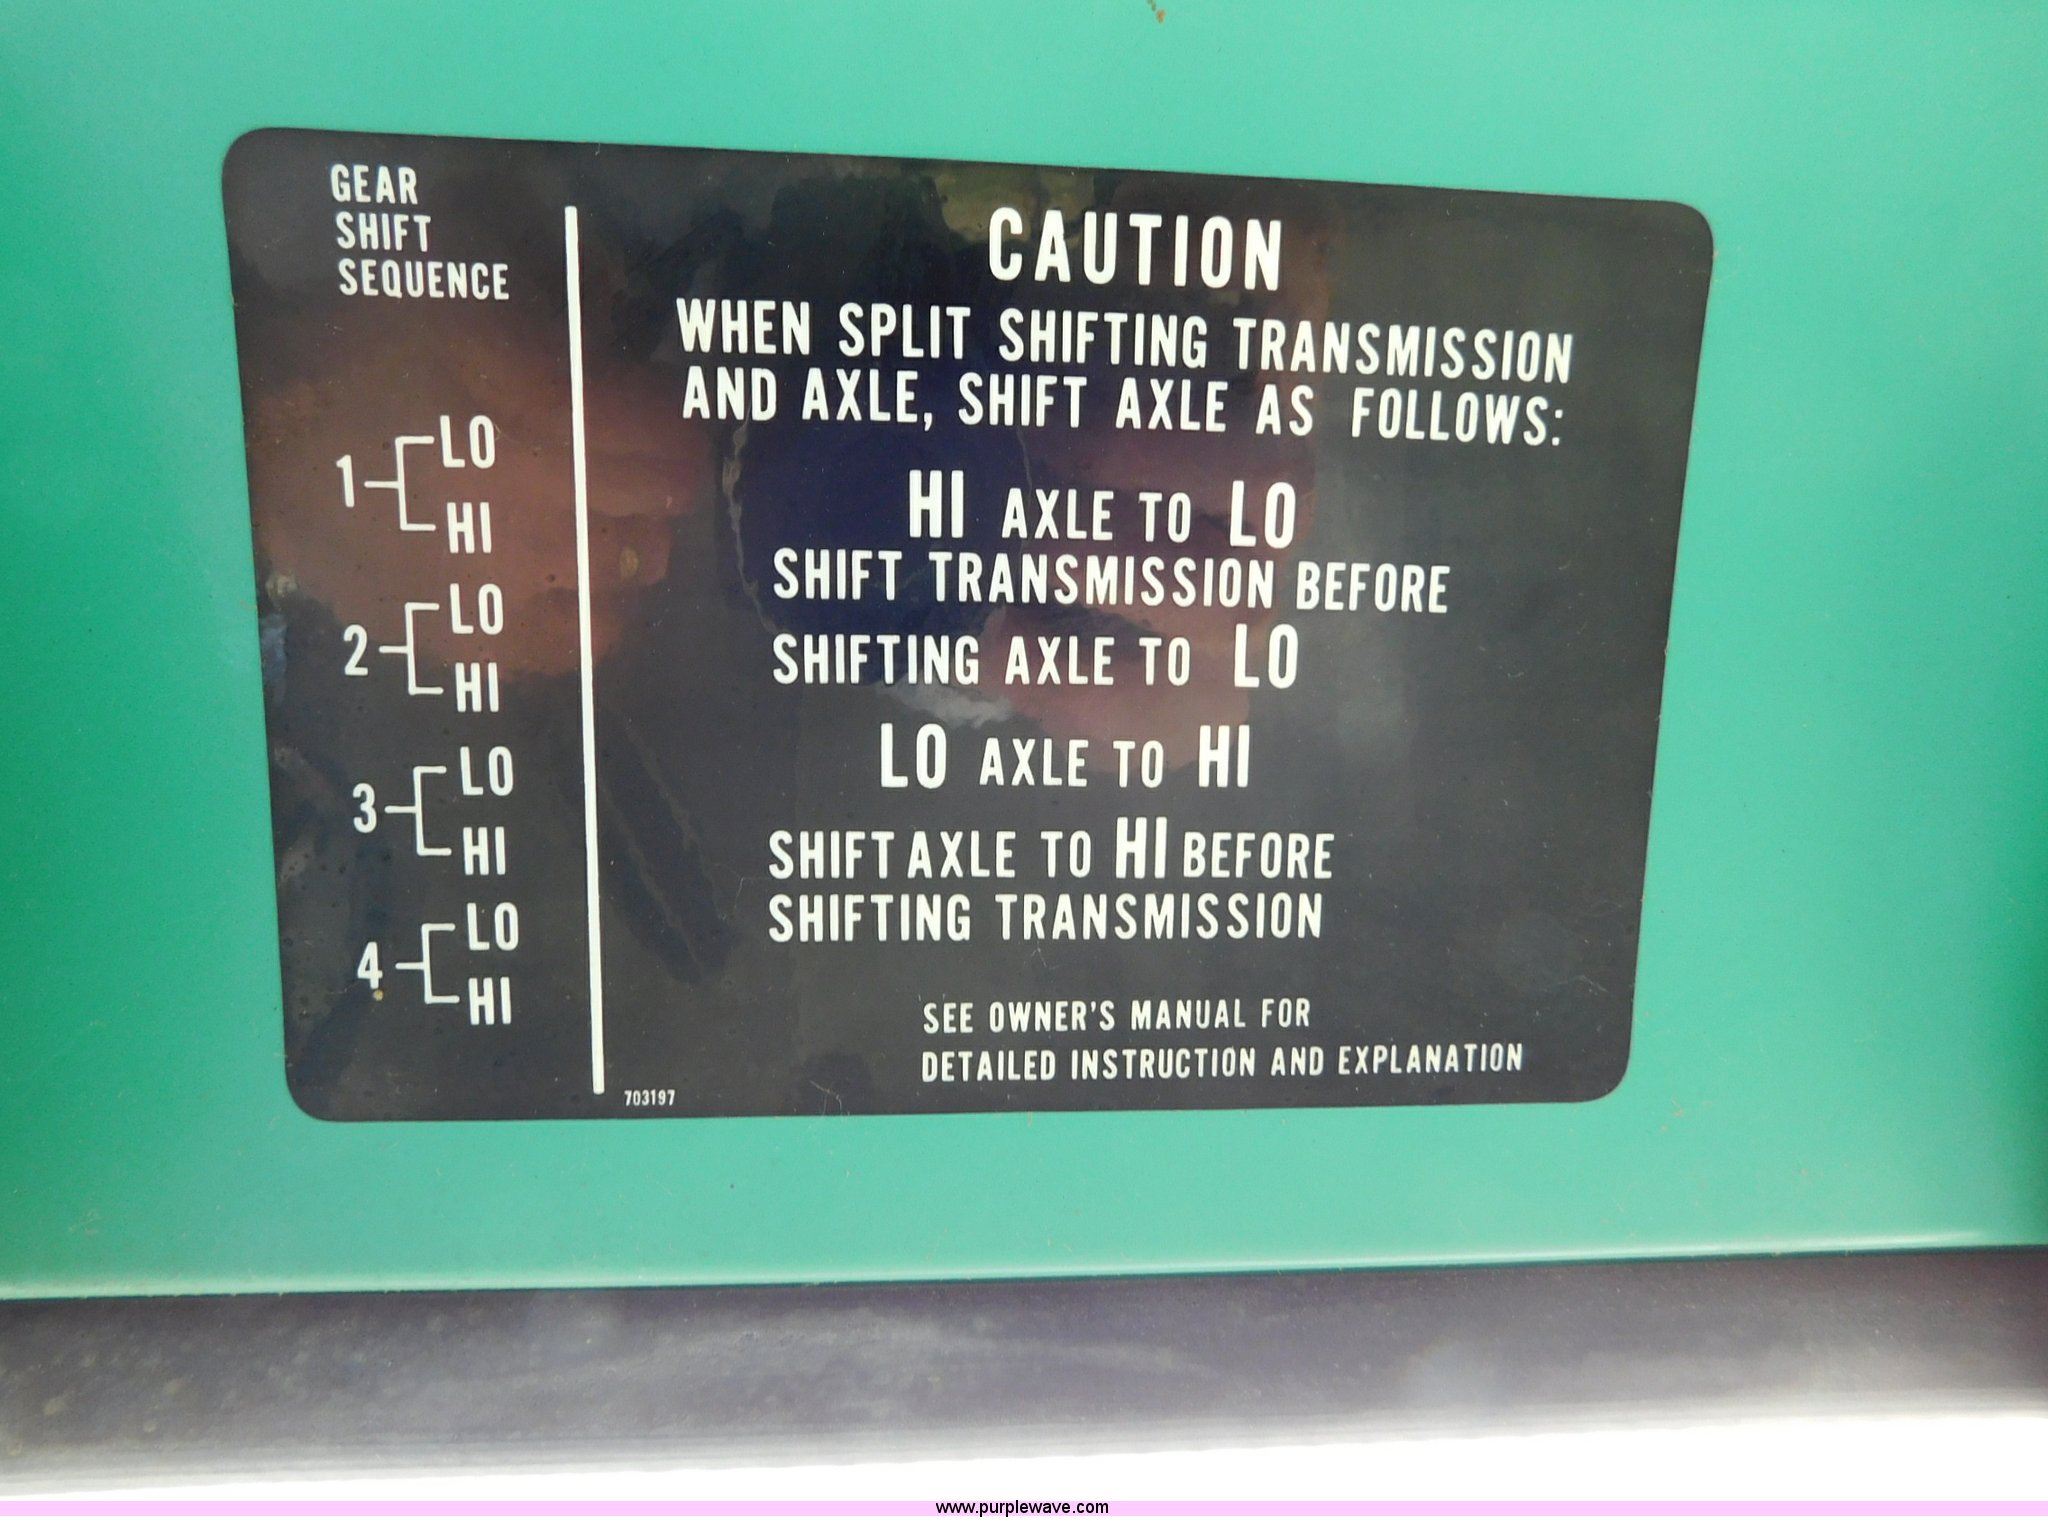 GEAR
SHIFT
SEQUENCE
1 LO
HI
2 LO
HI
3 LO
HI
4 LO
HI
CAUTION
WHEN SPLIT SHIFTING TRANSMISSION
AND AXLE, SHIFT AXLE AS FOLLOWS:
HI AXLE TO LO
SHIFT TRANSMISSION BEFORE
SHIFTING AXLE TO LO
LO AXLE TO HI
SHIFT AXLE TO HI BEFORE
SHIFTING TRANSMISSION
SEE OWNER'S MANUAL FOR
DETAILED INSTRUCTION AND EXPLANATION
703197
www.purplewave.com